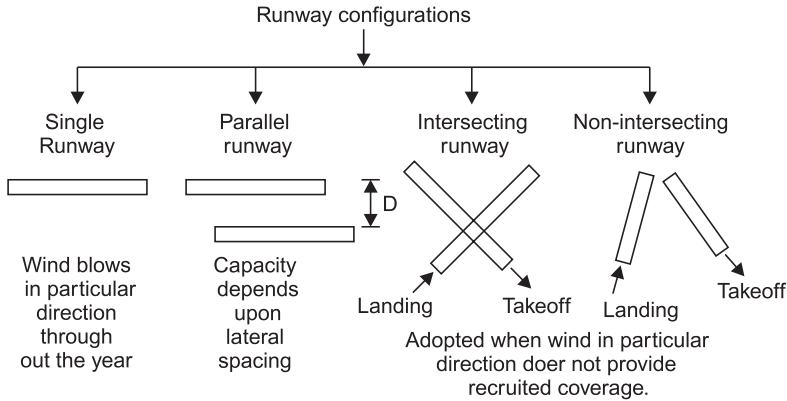 Runway configurations
Single
Runway
Parallel
runway
Intersecting
runway
Non-intersecting
runway
D
Wind blows
in particular
direction
through
out the year
Capacity
depends
upon
lateral
spacing
Landing
Takeoff
Landing
Takeoff
Adopted when wind in particular
direction doer not provide
recruited coverage.